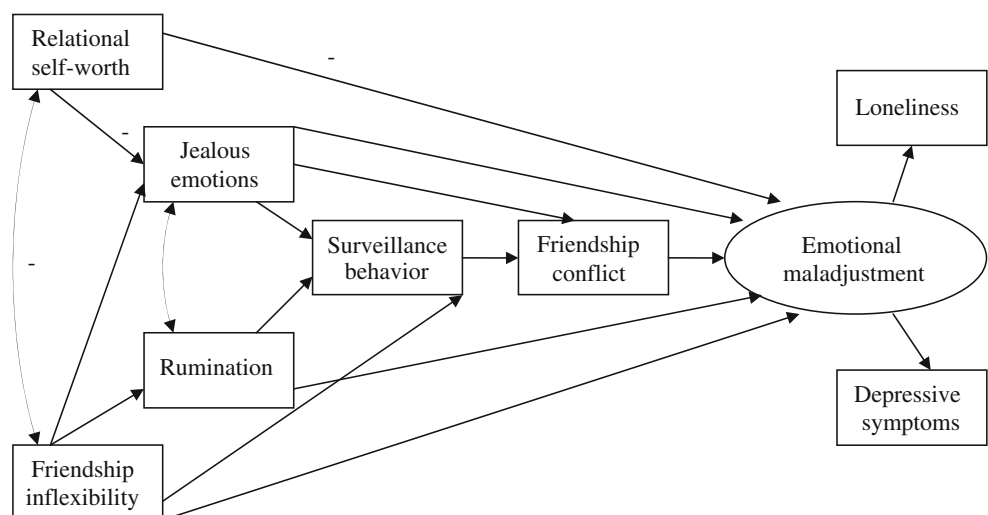 Relational
self-worth
-
-
Jealous
emotions
Loneliness
-
Surveillance
behavior
Friendship
conflict
Emotional
maladjustment
Rumination
Depressive
symptoms
Friendship
inflexibility